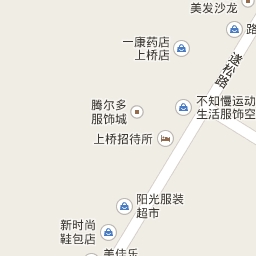 美发沙龙
路
一康药店
上桥店
遂松路
腾尔多
服饰城
不知慢运动
生活服饰空
上桥招待所
阳光服装
超市
新时尚
鞋包店
美佳乐